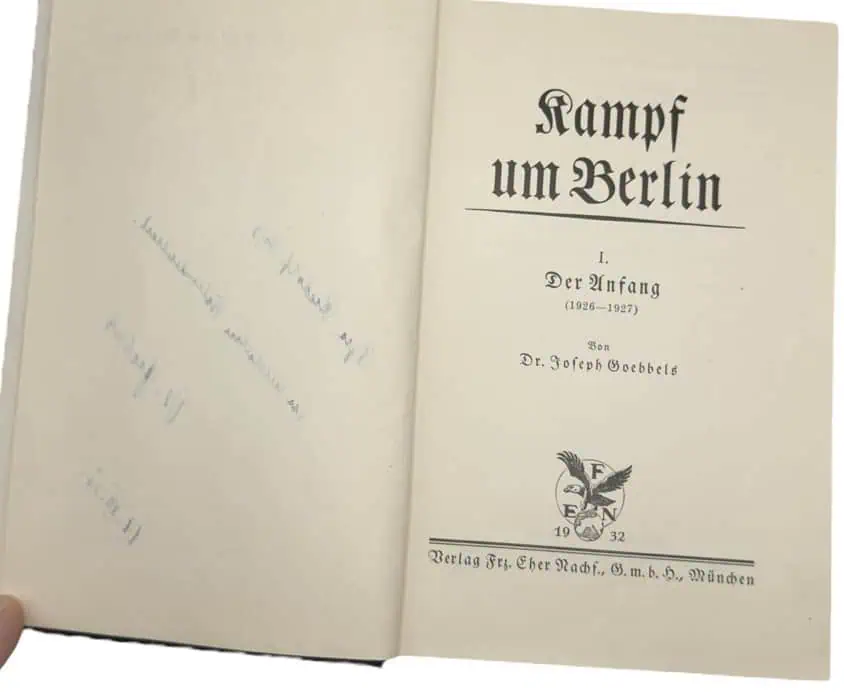 Kampf
um Berlin
I.
Der Anfang
(1926—1927)
Von
Dr. Joseph Goebbels
F
E N
19 32
Verlag Frz. Eher Nachf., G. m. b. H., München